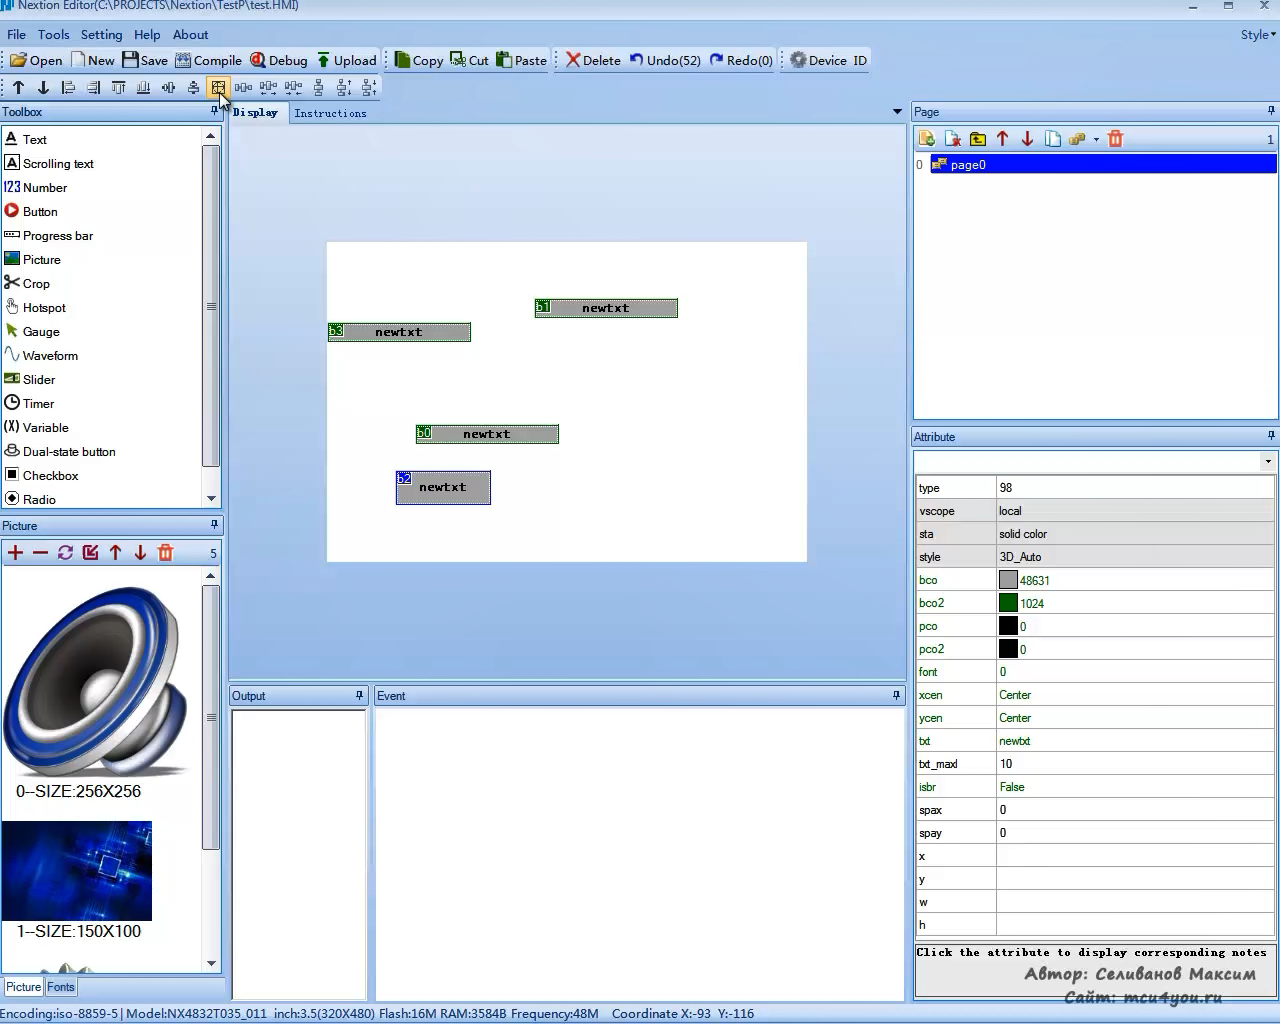 Nextion Editor(C:\PROJECTS\Nextion\TestP\test.HMI)
File Tools Setting Help About Style
Open New Save Compile Debug Upload Copy Cut Paste Delete Undo(52) Redo(0) Device ID
Toolbox
Text
Scrolling text
123 Number
Button
Progress bar
Picture
Crop
Hotspot
Gauge
Waveform
Slider
Timer
(X) Variable
Dual-state button
Checkbox
Radio
Picture
5
0--SIZE:256X256
1--SIZE:150X100
Picture Fonts
Display Instructions
b1 newtxt
b3 newtxt
b0 newtxt
b2 newtxt
Output
Event
Page
1
0 page0
Attribute
type 98
vscope local
sta solid color
style 3D_Auto
bco 48631
bco2 1024
pco 0
pco2 0
font 0
xcen Center
ycen Center
txt newtxt
txt_maxl 10
isbr False
spax 0
spay 0
x
y
w
h
Click the attribute to display corresponding notes
Автор: Селиванов Максим
Сайт: mcu4you.ru
Encoding:iso-8859-5| Model:NX4832T035_011 inch:3.5(320X480) Flash:16M RAM:3584B Frequency:48M Coordinate X:-93 Y:-116